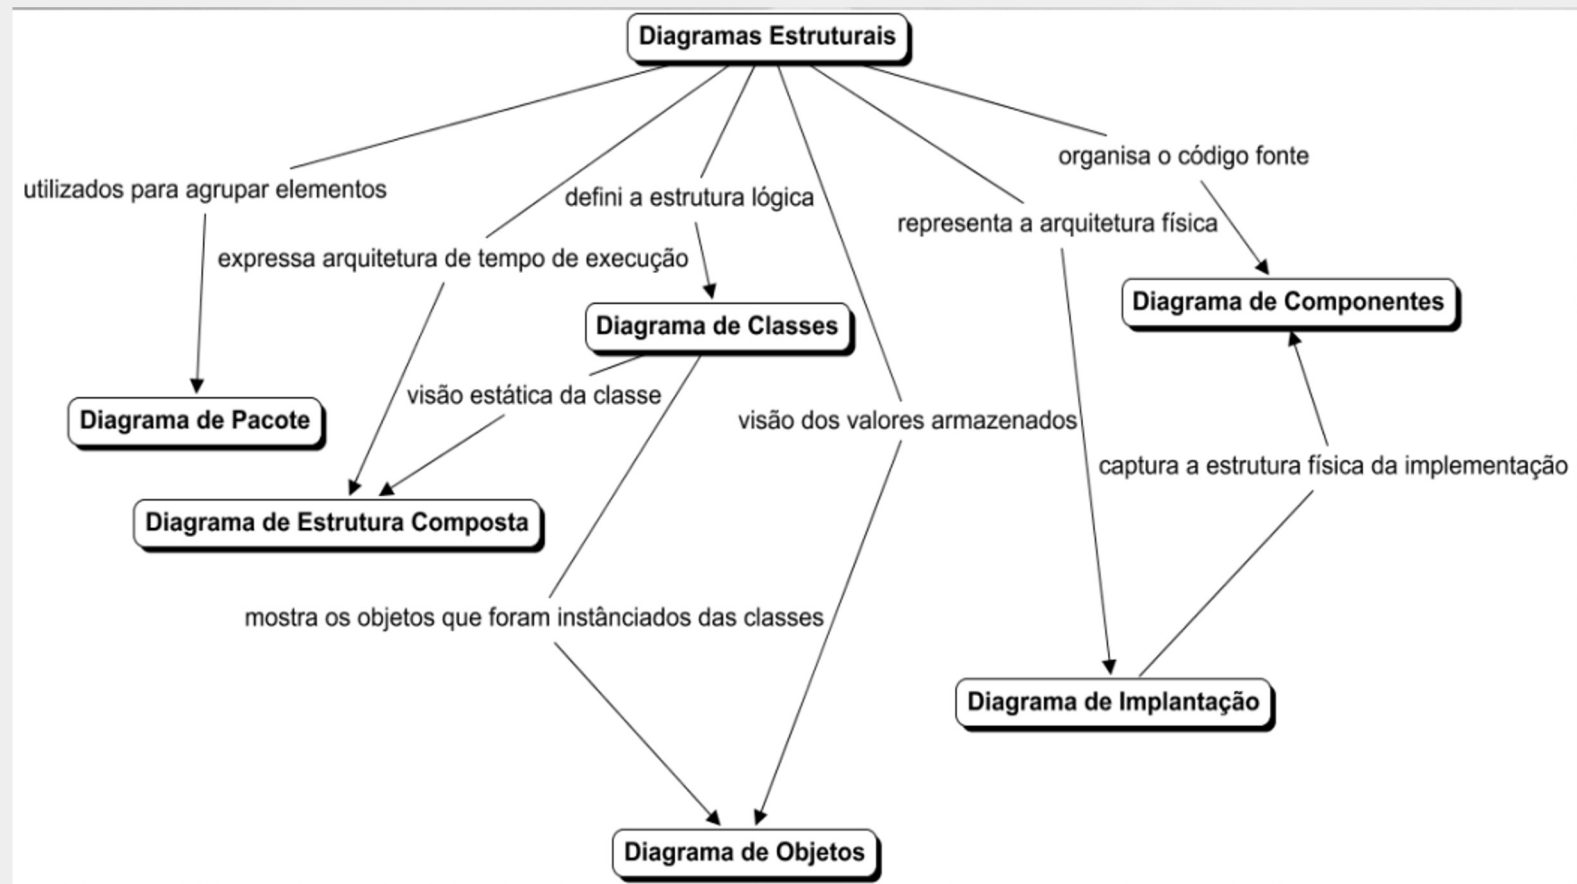 Diagramas Estruturais
organisa o código fonte
utilizados para agrupar elementos
defini a estrutura lógica
representa a arquitetura física
expressa arquitetura de tempo de execução
Diagrama de Componentes
Diagrama de Classes
visão estática da classe
Diagrama de Pacote
visão dos valores armazenados
captura a estrutura física da implementação
Diagrama de Estrutura Composta
mostra os objetos que foram instânciados das classes
Diagrama de Implantação
Diagrama de Objetos